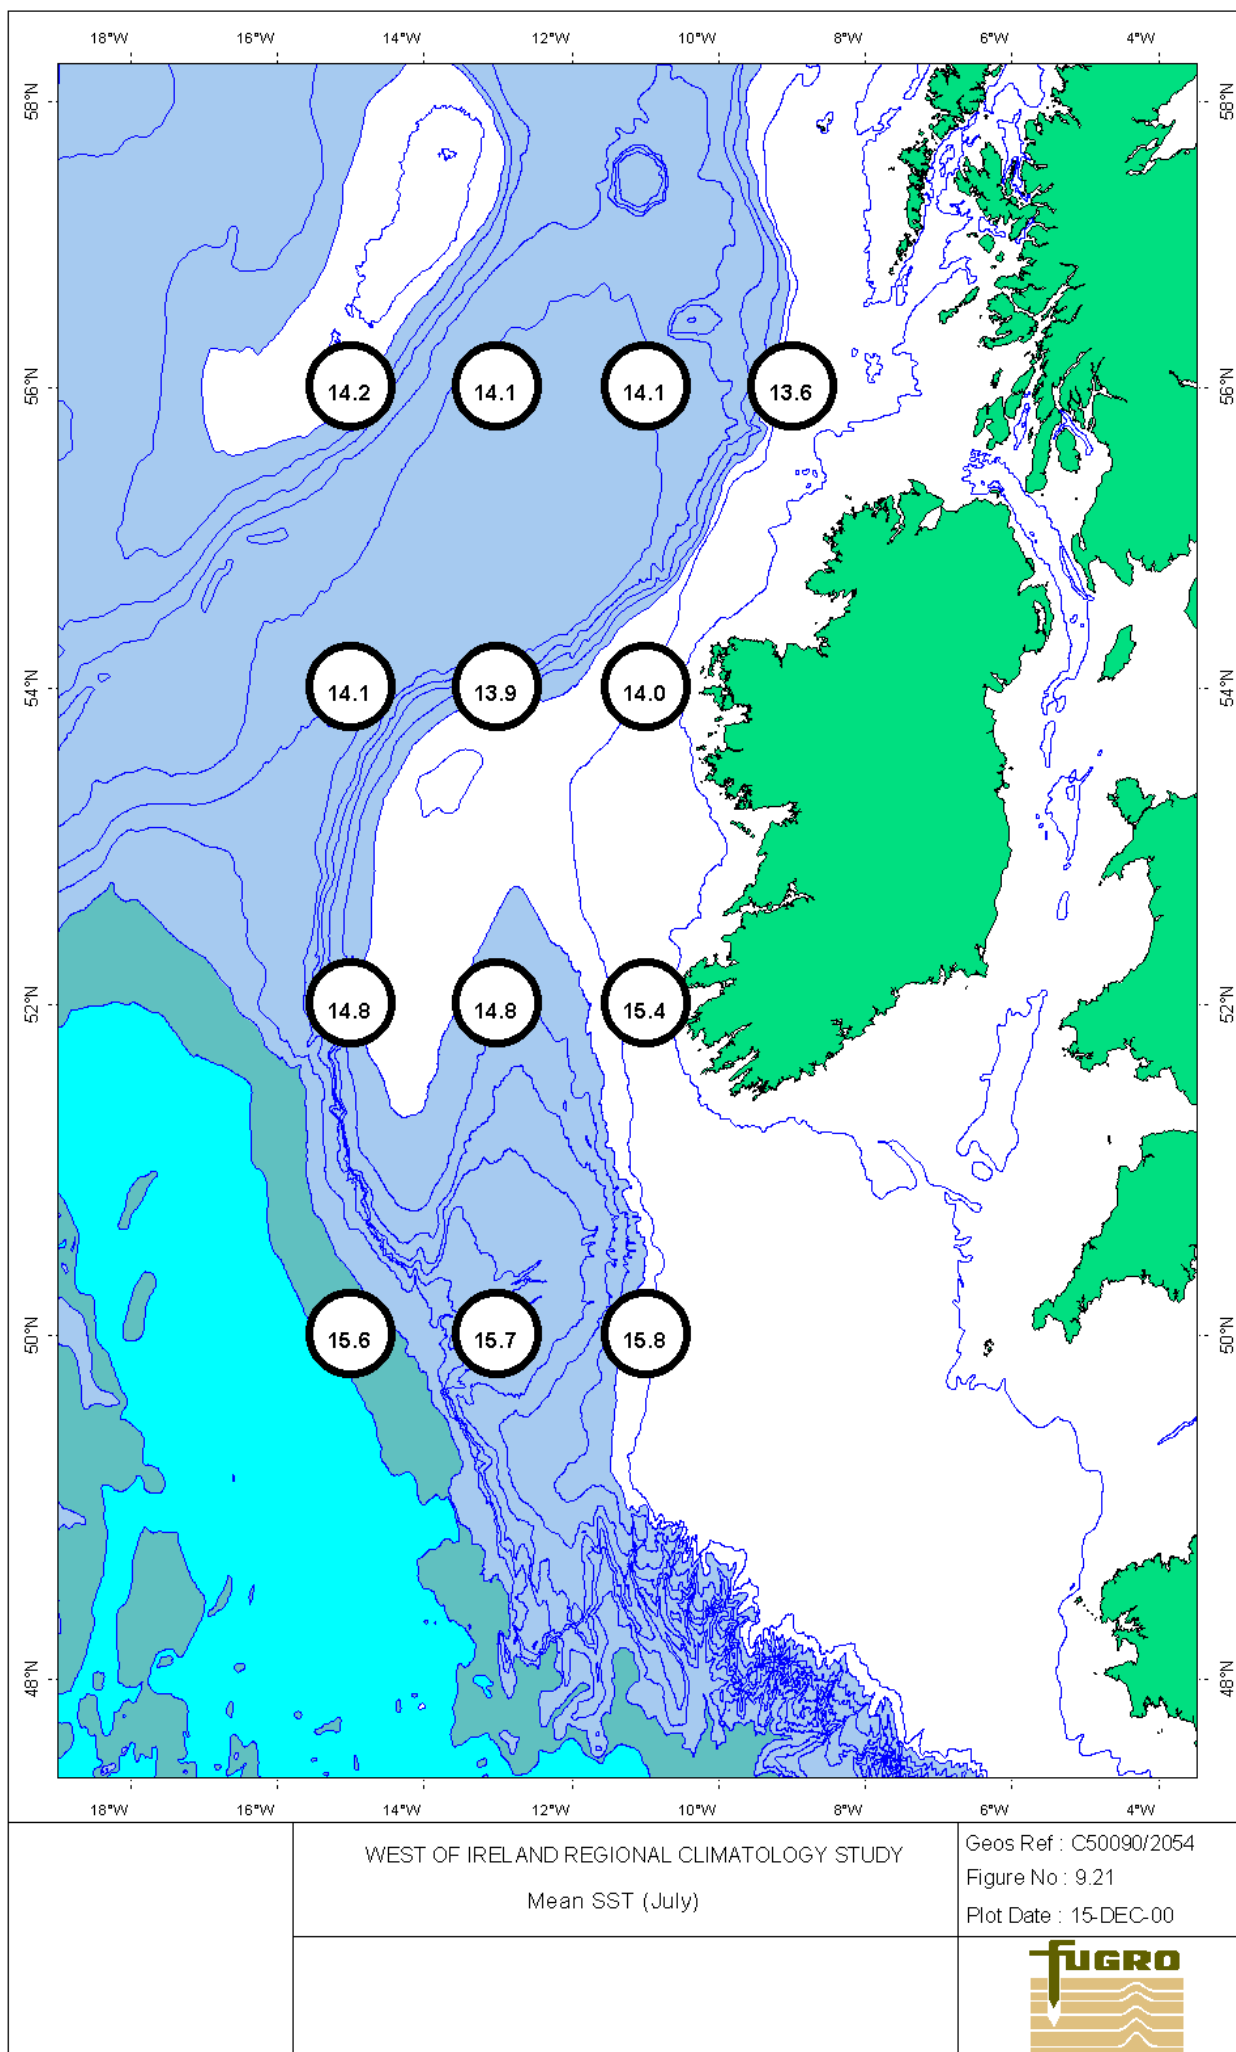 18°W 16°W 14°W 12°W 10°W 8°W 6°W 4°W
58°N 58°N
56°N 14.2 14.1 14.1 13.6 56°N
54°N 14.1 13.9 14.0 54°N
52°N 14.8 14.8 15.4 52°N
50°N 15.6 15.7 15.8 50°N
48°N 48°N
18°W 16°W 14°W 12°W 10°W 8°W 6°W 4°W
WEST OF IRELAND REGIONAL CLIMATOLOGY STUDY
Mean SST (July)
Geos Ref : C50090/2054
Figure No : 9.21
Plot Date : 15-DEC-00
FUGRO